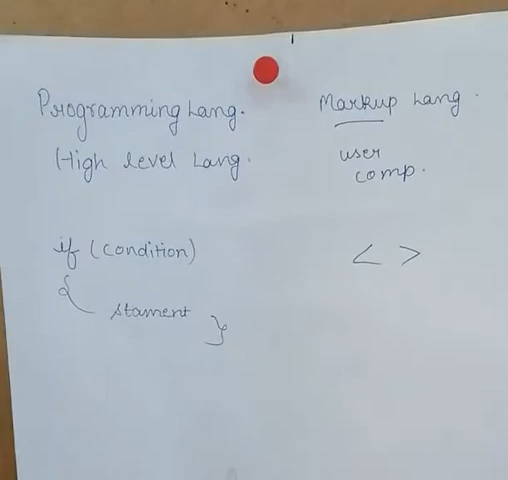 Programming Lang.
High level Lang.
if (condition)
{
stament
}
Markup Lang.
user
comp.
< >